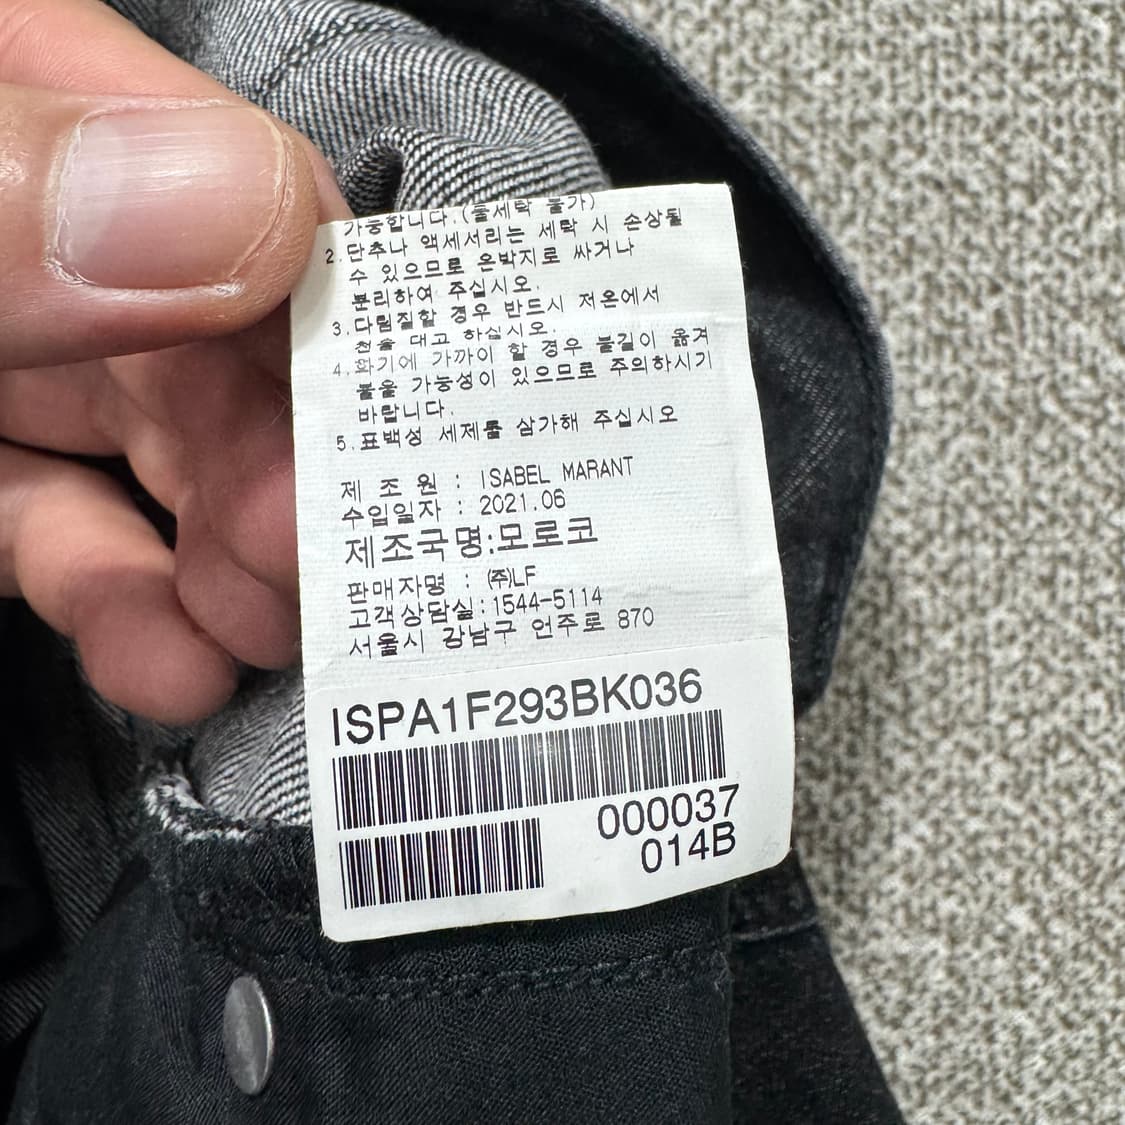 가능합니다.(물세탁 불가)
2.단추나 액세서리는 세탁 시 손상될
수 있으므로 은박지로 싸거나
분리하여 주십시오.
3.다림질할 경우 반드시 저온에서
천을 대고 하십시오.
4.화기에 가까이 할 경우 불길이 옮겨
붙을 가능성이 있으므로 주의하시기
바랍니다.
5.표백성 세제를 삼가해 주십시오
제 조 원 : ISABEL MARANT
수입일자 : 2021.06
제조국명:모로코
판매자명 : ㈜LF
고객상담실:1544-5114
서울시 강남구 언주로 870
ISPA1F293BK036
000037
014B